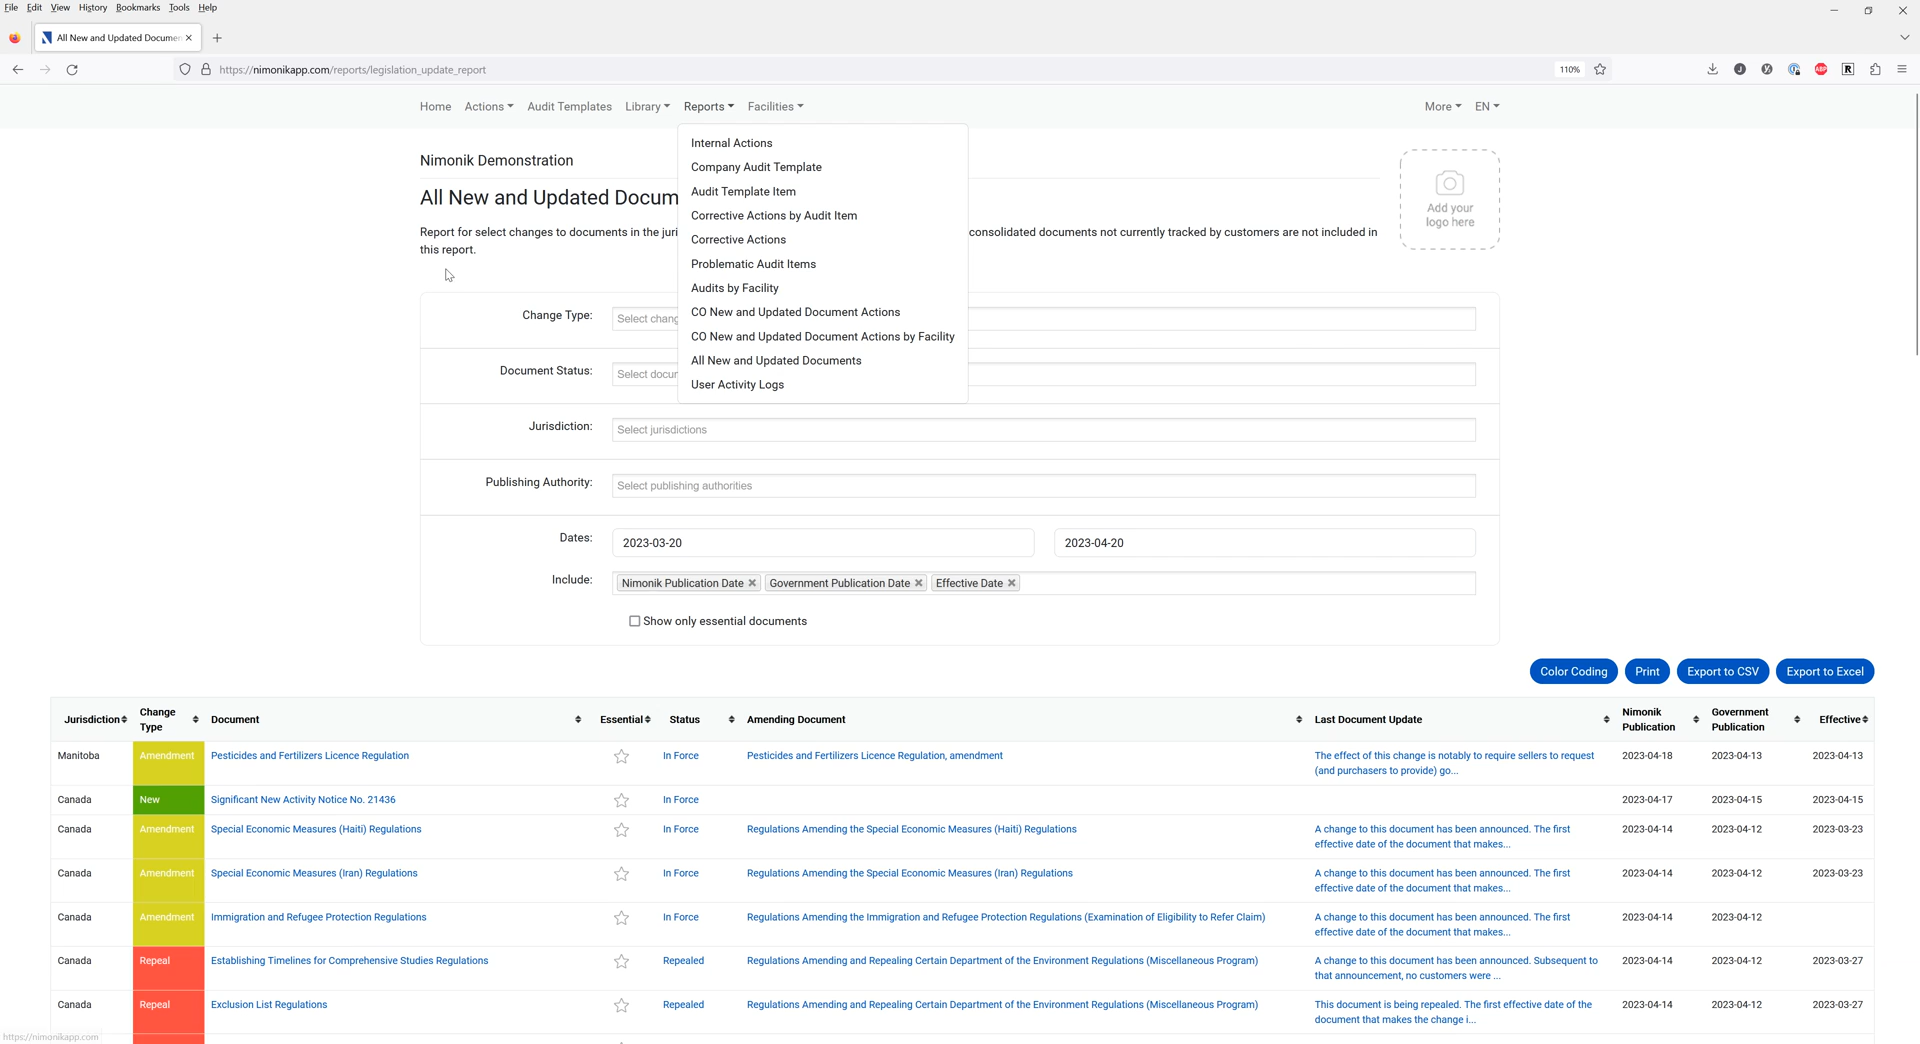 File Edit View History Bookmarks Tools Help
All New and Updated Documen
https://nimonikapp.com/reports/legislation_update_report
110%
Home Actions Audit Templates Library Reports Facilities More EN
Internal Actions
Company Audit Template
Audit Template Item
Corrective Actions by Audit Item
Corrective Actions
Problematic Audit Items
Audits by Facility
CO New and Updated Document Actions
CO New and Updated Document Actions by Facility
All New and Updated Documents
User Activity Logs
Nimonik Demonstration
All New and Updated Docum
Report for select changes to documents in the juri consolidated documents not currently tracked by customers are not included in
this report.
Add your
logo here
Change Type: Select chang
Document Status: Select docu
Jurisdiction: Select jurisdictions
Publishing Authority: Select publishing authorities
Dates: 2023-03-20 2023-04-20
Include: Nimonik Publication Date Government Publication Date Effective Date
Show only essential documents
Color Coding Print Export to CSV Export to Excel
Jurisdiction Change Type Document Essential Status Amending Document Last Document Update Nimonik Publication Government Publication Effective
Manitoba Amendment Pesticides and Fertilizers Licence Regulation In Force Pesticides and Fertilizers Licence Regulation, amendment The effect of this change is notably to require sellers to request 2023-04-18 2023-04-13 2023-04-13
(and purchasers to provide) go...
Canada New Significant New Activity Notice No. 21436 In Force 2023-04-17 2023-04-15 2023-04-15
Canada Amendment Special Economic Measures (Haiti) Regulations In Force Regulations Amending the Special Economic Measures (Haiti) Regulations A change to this document has been announced. The first 2023-04-14 2023-04-12 2023-03-23
effective date of the document that makes...
Canada Amendment Special Economic Measures (Iran) Regulations In Force Regulations Amending the Special Economic Measures (Iran) Regulations A change to this document has been announced. The first 2023-04-14 2023-04-12 2023-03-23
effective date of the document that makes...
Canada Amendment Immigration and Refugee Protection Regulations In Force Regulations Amending the Immigration and Refugee Protection Regulations (Examination of Eligibility to Refer Claim) A change to this document has been announced. The first 2023-04-14 2023-04-12
effective date of the document that makes...
Canada Repeal Establishing Timelines for Comprehensive Studies Regulations Repealed Regulations Amending and Repealing Certain Department of the Environment Regulations (Miscellaneous Program) A change to this document has been announced. Subsequent to 2023-04-14 2023-04-12 2023-03-27
that announcement, no customers were ...
Canada Repeal Exclusion List Regulations Repealed Regulations Amending and Repealing Certain Department of the Environment Regulations (Miscellaneous Program) This document is being repealed. The first effective date of the 2023-04-14 2023-04-12 2023-03-27
document that makes the change i...
https://nimonikapp.com